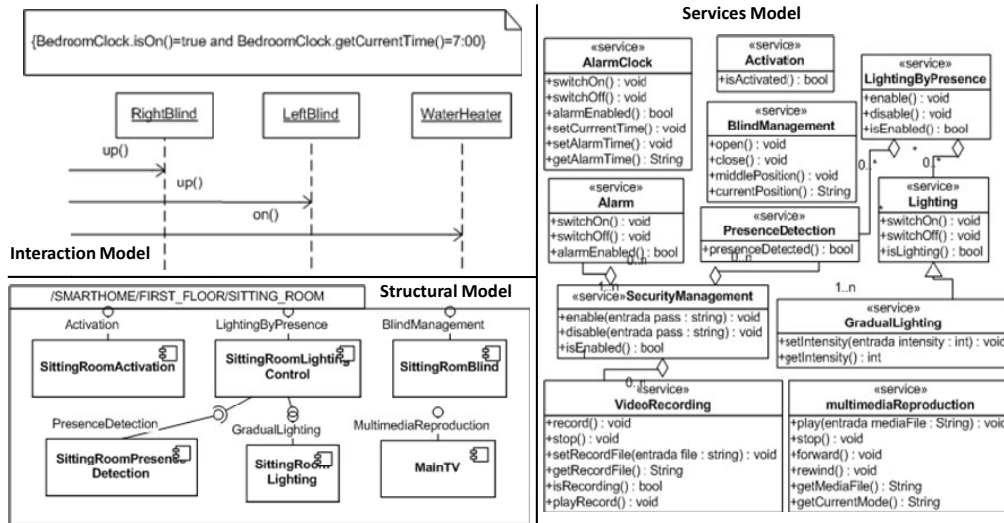 {BedroomClock.isOn()=true and BedroomClock.getCurrentTime()=7:00}
RightBlind
LeftBlind
WaterHeater
up()
up()
on()
Interaction Model
Structural Model
/SMARTHOME/FIRST_FLOOR/SITTING_ROOM
Activation
LightingByPresence
BlindManagement
SittingRoomActivation
SittingRoomLighting
Control
SittingRomBlind
PresenceDetection
GradualLighting
MultimediaReproduction
SittingRoomPresence
Detection
SittingRoom
Lighting
MainTV
Services Model
«service»
AlarmClock
+switchOn() : void
+switchOff() : void
+alarmEnabled() : bool
+setCurrrentTime() : void
+setAlarmTime() : void
+getAlarmTime() : String
«service»
Activation
+isActivated() : bool
«service»
LightingByPresence
+enable() : void
+disable() : void
+isEnabled() : bool
«service»
BlindManagement
+open() : void
+close() : void
+middlePosition() : void
+currentPosition() : String
0..*
*
0..*
*
«service»
Alarm
+switchOn() : void
+switchOff() : void
+alarmEnabled() : bool
0..n
«service»
PresenceDetection
+presenceDetected() : bool
0..n
«service»
Lighting
+switchOn() : void
+switchOff() : void
+isLighting() : bool
1..n
1..n
«service»SecurityManagement
+enable(entrada pass : string) : void
+disable(entrada pass : string) : void
+isEnabled() : bool
0..n
«service»
GradualLighting
+setIntensity(entrada intensity : int) : void
+getIntensity() : int
«service»
VideoRecording
+record() : void
+stop() : void
+setRecordFile(entrada file : string) : void
+getRecordFile() : String
+isRecording() : bool
+playRecord() : void
«service»
multimediaReproduction
+play(entrada mediaFile : String) : void
+stop() : void
+forward() : void
+rewind() : void
+getMediaFile() : String
+getCurrentMode() : String